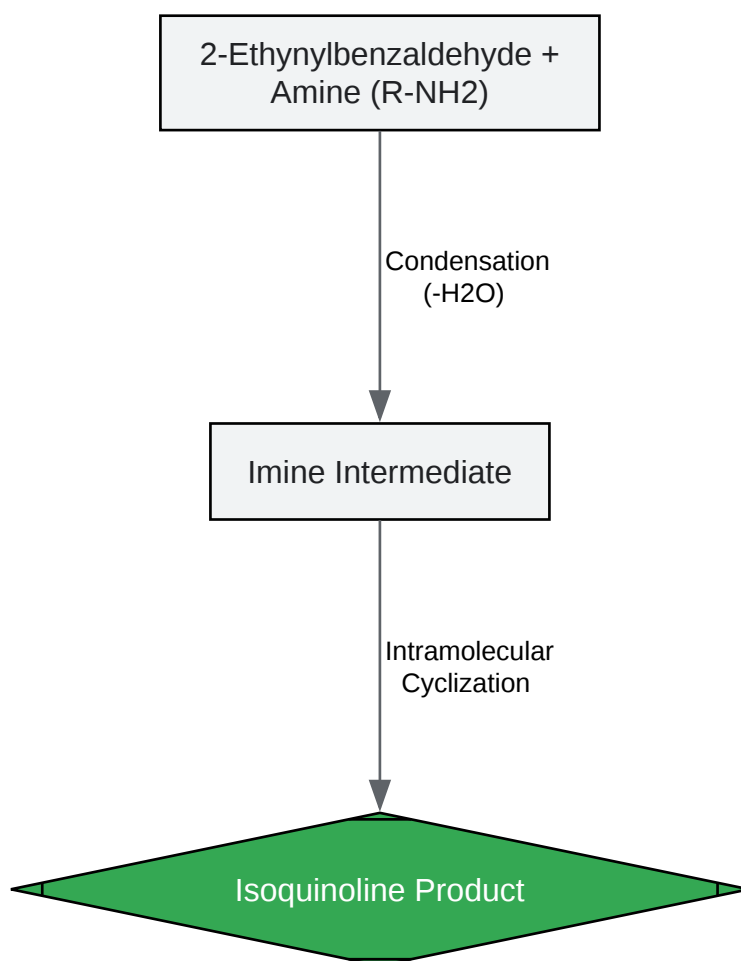 2-Ethynylbenzaldehyde +
Amine (R-NH2)
Condensation
(-H2O)
Imine Intermediate
Intramolecular
Cyclization
Isoquinoline Product